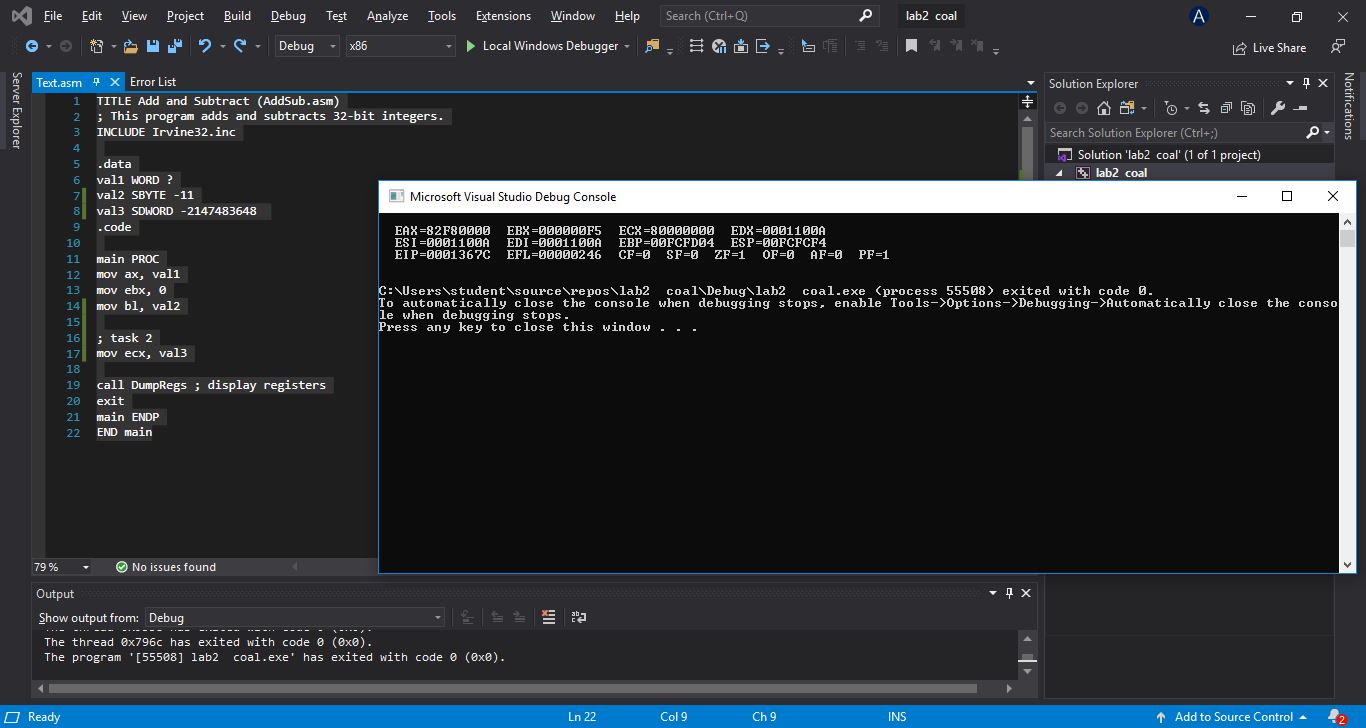 File Edit View Project Build Debug Test Analyze Tools Extensions Window Help Search (Ctrl+Q) lab2 coal A
Debug x86 Local Windows Debugger Live Share
Server Explorer
Text.asm Error List
1 TITLE Add and Subtract (AddSub.asm)
2 ; This program adds and subtracts 32-bit integers.
3 INCLUDE Irvine32.inc
4
5 .data
6 val1 WORD ?
7 val2 SBYTE -11
8 val3 SDWORD -2147483648
9 .code
10
11 main PROC
12 mov ax, val1
13 mov ebx, 0
14 mov bl, val2
15
16 ; task 2
17 mov ecx, val3
18
19 call DumpRegs ; display registers
20 exit
21 main ENDP
22 END main
79 % No issues found
Solution Explorer
Search Solution Explorer (Ctrl+;)
Solution 'lab2 coal' (1 of 1 project)
lab2 coal
Notifications
Microsoft Visual Studio Debug Console
EAX=82F80000 EBX=000000F5 ECX=80000000 EDX=0001100A
ESI=0001100A EDI=0001100A EBP=00FCFD04 ESP=00FCFCF4
EIP=0001367C EFL=00000246 CF=0 SF=0 ZF=1 OF=0 AF=0 PF=1
C:\Users\student\source\repos\lab2 coal\Debug\lab2 coal.exe (process 55508) exited with code 0.
To automatically close the console when debugging stops, enable Tools->Options->Debugging->Automatically close the conso
le when debugging stops.
Press any key to close this window . . .
Output
Show output from: Debug
The thread 0x796c has exited with code 0 (0x0).
The program '[55508] lab2 coal.exe' has exited with code 0 (0x0).
Ready Ln 22 Col 9 Ch 9 INS Add to Source Control 2